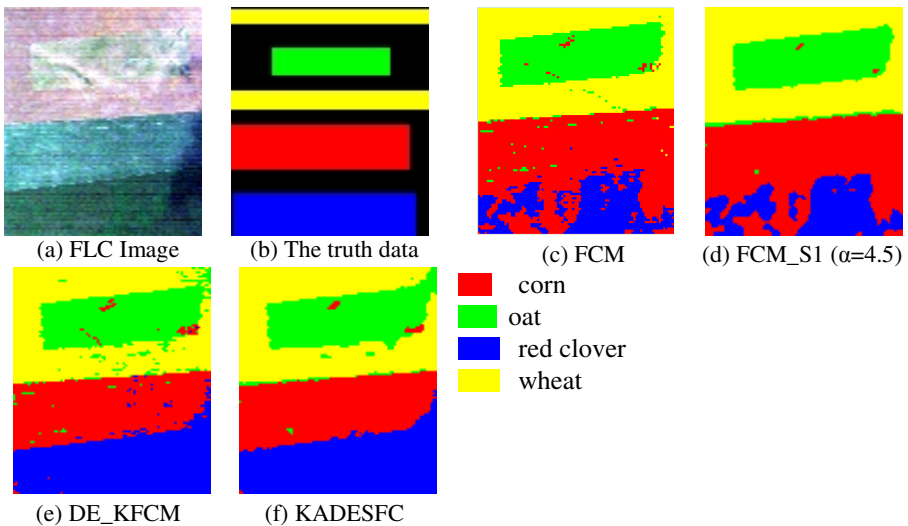 (a) FLC Image
(b) The truth data
(c) FCM
(d) FCM_S1 (α=4.5)
corn
oat
red clover
wheat
(e) DE_KFCM
(f) KADESFC